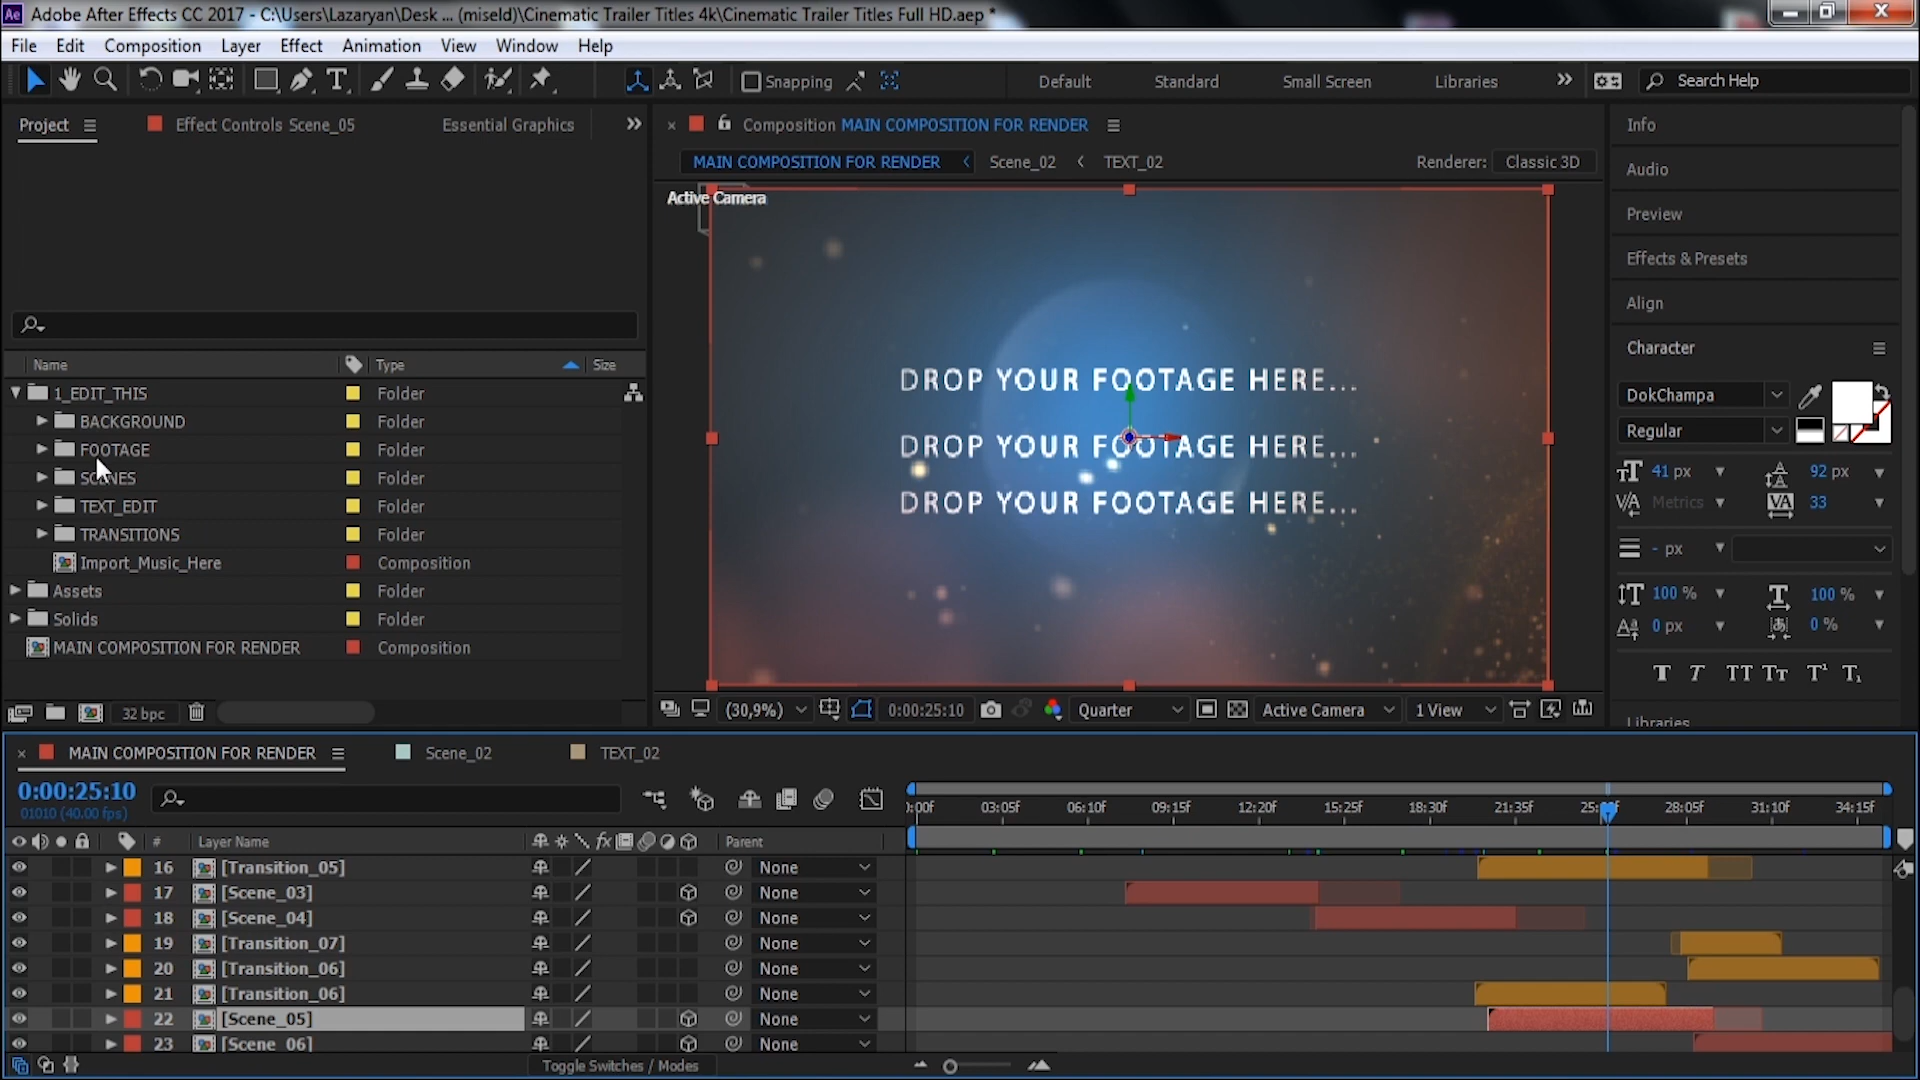 Ae Adobe After Effects CC 2017 - C:\Users\Lazaryan\Desk ... (miseld)\Cinematic Trailer Titles 4k\Cinematic Trailer Titles Full HD.aep *
File Edit Composition Layer Effect Animation View Window Help
Snapping Default Standard Small Screen Libraries Search Help
Project Effect Controls Scene_05 Essential Graphics
Composition MAIN COMPOSITION FOR RENDER
MAIN COMPOSITION FOR RENDER Scene_02 TEXT_02 Renderer: Classic 3D
Active Camera
DROP YOUR FOOTAGE HERE...
DROP YOUR FOOTAGE HERE...
DROP YOUR FOOTAGE HERE...
Name Type Size
1_EDIT_THIS Folder
BACKGROUND Folder
FOOTAGE Folder
SCENES Folder
TEXT_EDIT Folder
TRANSITIONS Folder
Import_Music_Here Composition
Assets Folder
Solids Folder
MAIN COMPOSITION FOR RENDER Composition
32 bpc
(30,9%) 0:00:25:10 Quarter Active Camera 1 View
Info
Audio
Preview
Effects & Presets
Align
Character
DokChampa
Regular
41 px 92 px
Metrics 33
- px
100 % 100 %
0 px 0 %
Libraries
MAIN COMPOSITION FOR RENDER Scene_02 TEXT_02
0:00:25:10
01010 (40.00 fps)
:00f 03:05f 06:10f 09:15f 12:20f 15:25f 18:30f 21:35f 25: 28:05f 31:10f 34:15f
# Layer Name Parent
16 [Transition_05] None
17 [Scene_03] None
18 [Scene_04] None
19 [Transition_07] None
20 [Transition_06] None
21 [Transition_06] None
22 [Scene_05] None
23 [Scene_06] None
Toggle Switches / Modes